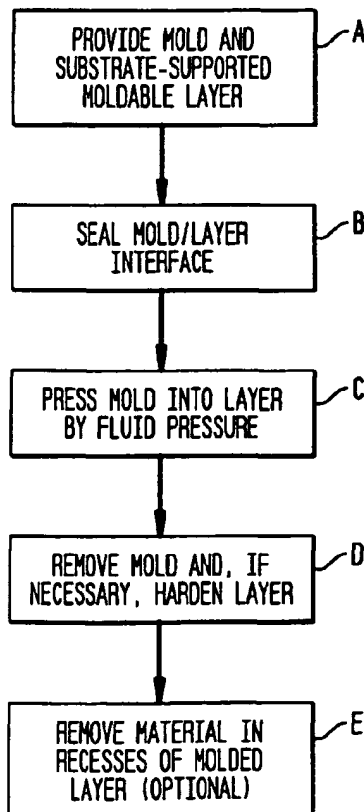 PROVIDE MOLD AND
SUBSTRATE-SUPPORTED
MOLDABLE LAYER
A
SEAL MOLD/LAYER
INTERFACE
B
PRESS MOLD INTO LAYER
BY FLUID PRESSURE
C
REMOVE MOLD AND, IF
NECESSARY, HARDEN LAYER
D
REMOVE MATERIAL IN
RECESSES OF MOLDED
LAYER (OPTIONAL)
E